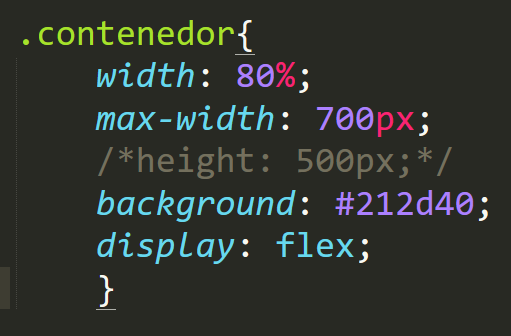 .contenedor{
width: 80%;
max-width: 700px;
/*height: 500px;*/
background: #212d40;
display: flex;
}